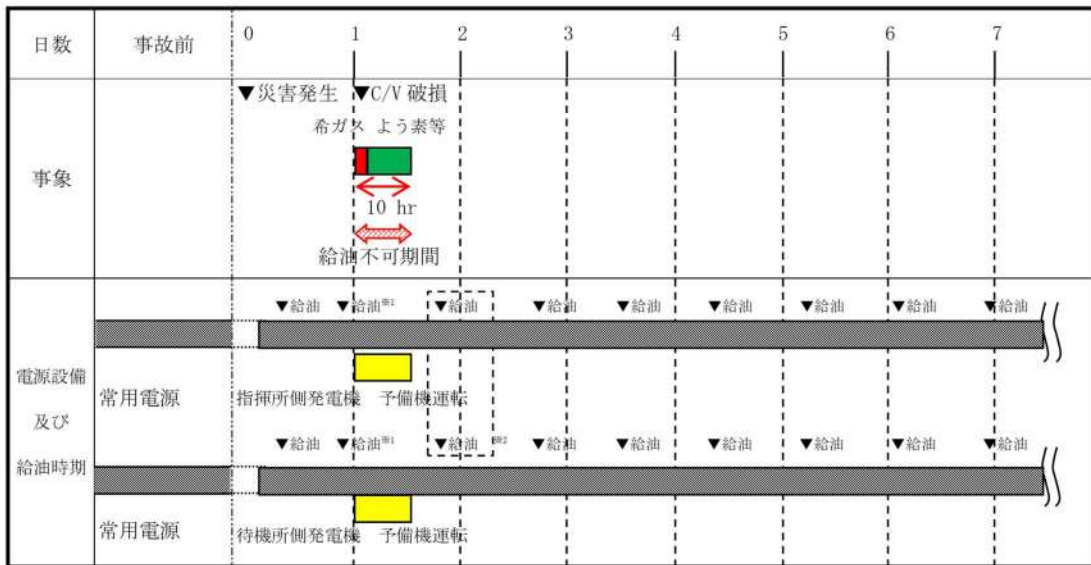 日数 事故前 0 1 2 3 4 5 6 7
▼災害発生 ▼C/V 破損
希ガス よう素等
事象
10 hr
給油不可期間
▼給油 ▼給油※1 ▼給油 ▼給油 ▼給油 ▼給油 ▼給油 ▼給油 ▼給油
電源設備
及び
給油時期
常用電源 指揮所側発電機 予備機運転
▼給油 ▼給油※1 ▼給油 ※2 ▼給油 ▼給油 ▼給油 ▼給油 ▼給油 ▼給油
常用電源 待機所側発電機 予備機運転